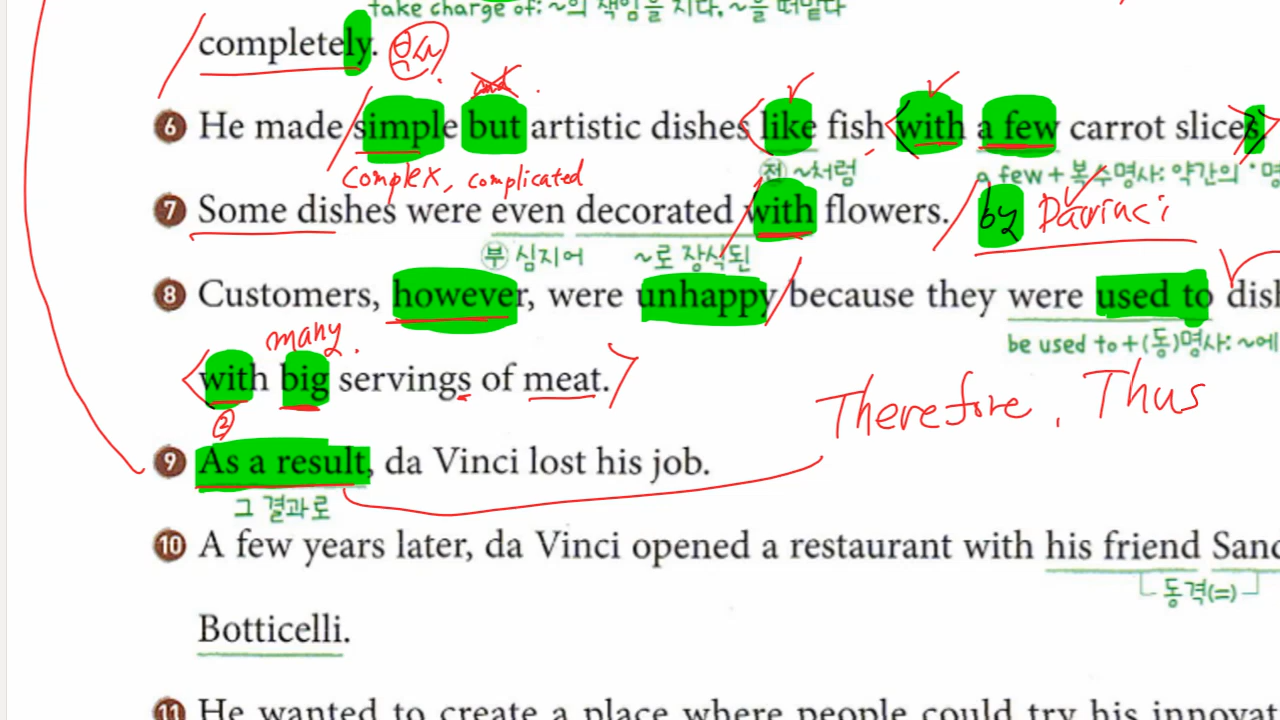 take charge of: ~의 책임을 지다, ~을 떠맡다
completely. 부사.
and
⑥ He made simple but artistic dishes like fish with a few carrot slices.
complex, complicated
전 ~처럼
a few + 복수명사: 약간의
⑦ Some dishes were even decorated with flowers. by Davinci
부 심지어
~로 장식된
⑧ Customers, however, were unhappy because they were used to
be used to+(동)명사: ~에
many.
with big servings of meat.
②
Therefore, Thus
⑨ As a result, da Vinci lost his job.
그 결과로
⑩ A few years later, da Vinci opened a restaurant with his friend
동격(=)
Botticelli.
⑪ He wanted to create a place where people could try his